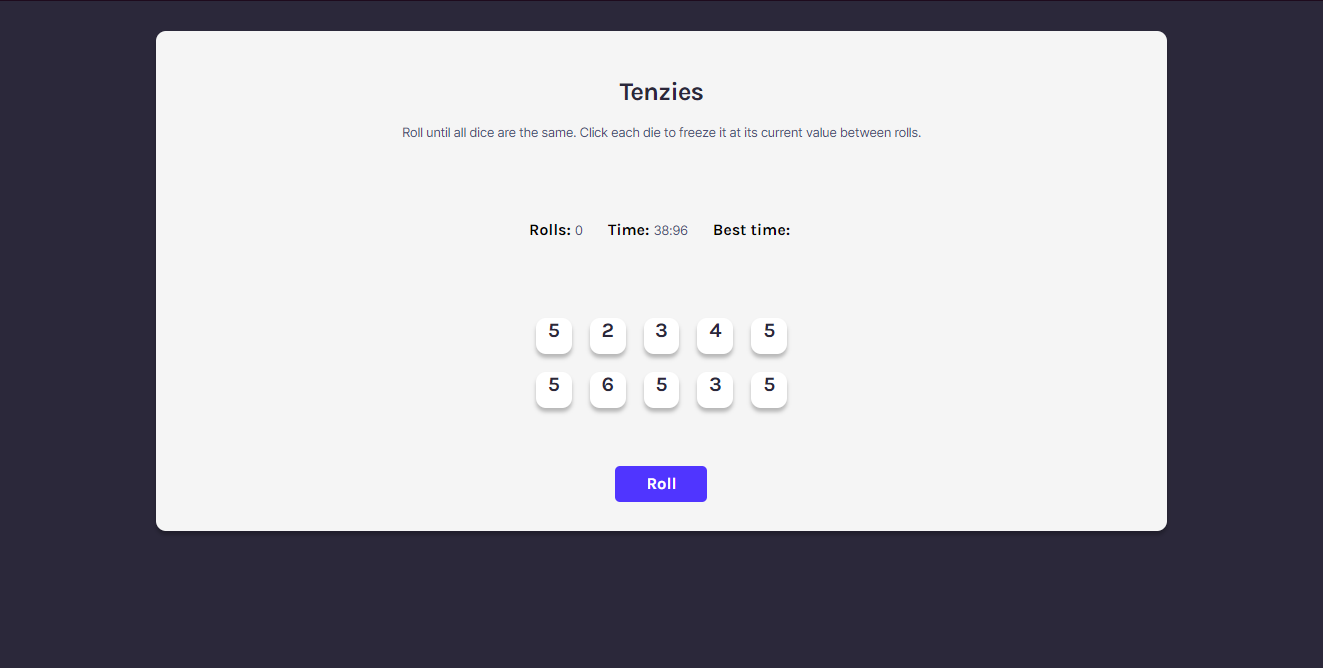 Tenzies
Roll until all dice are the same. Click each die to freeze it at its current value between rolls.
Rolls: 0 Time: 38:96 Best time:
5 2 3 4 5
5 6 5 3 5
Roll